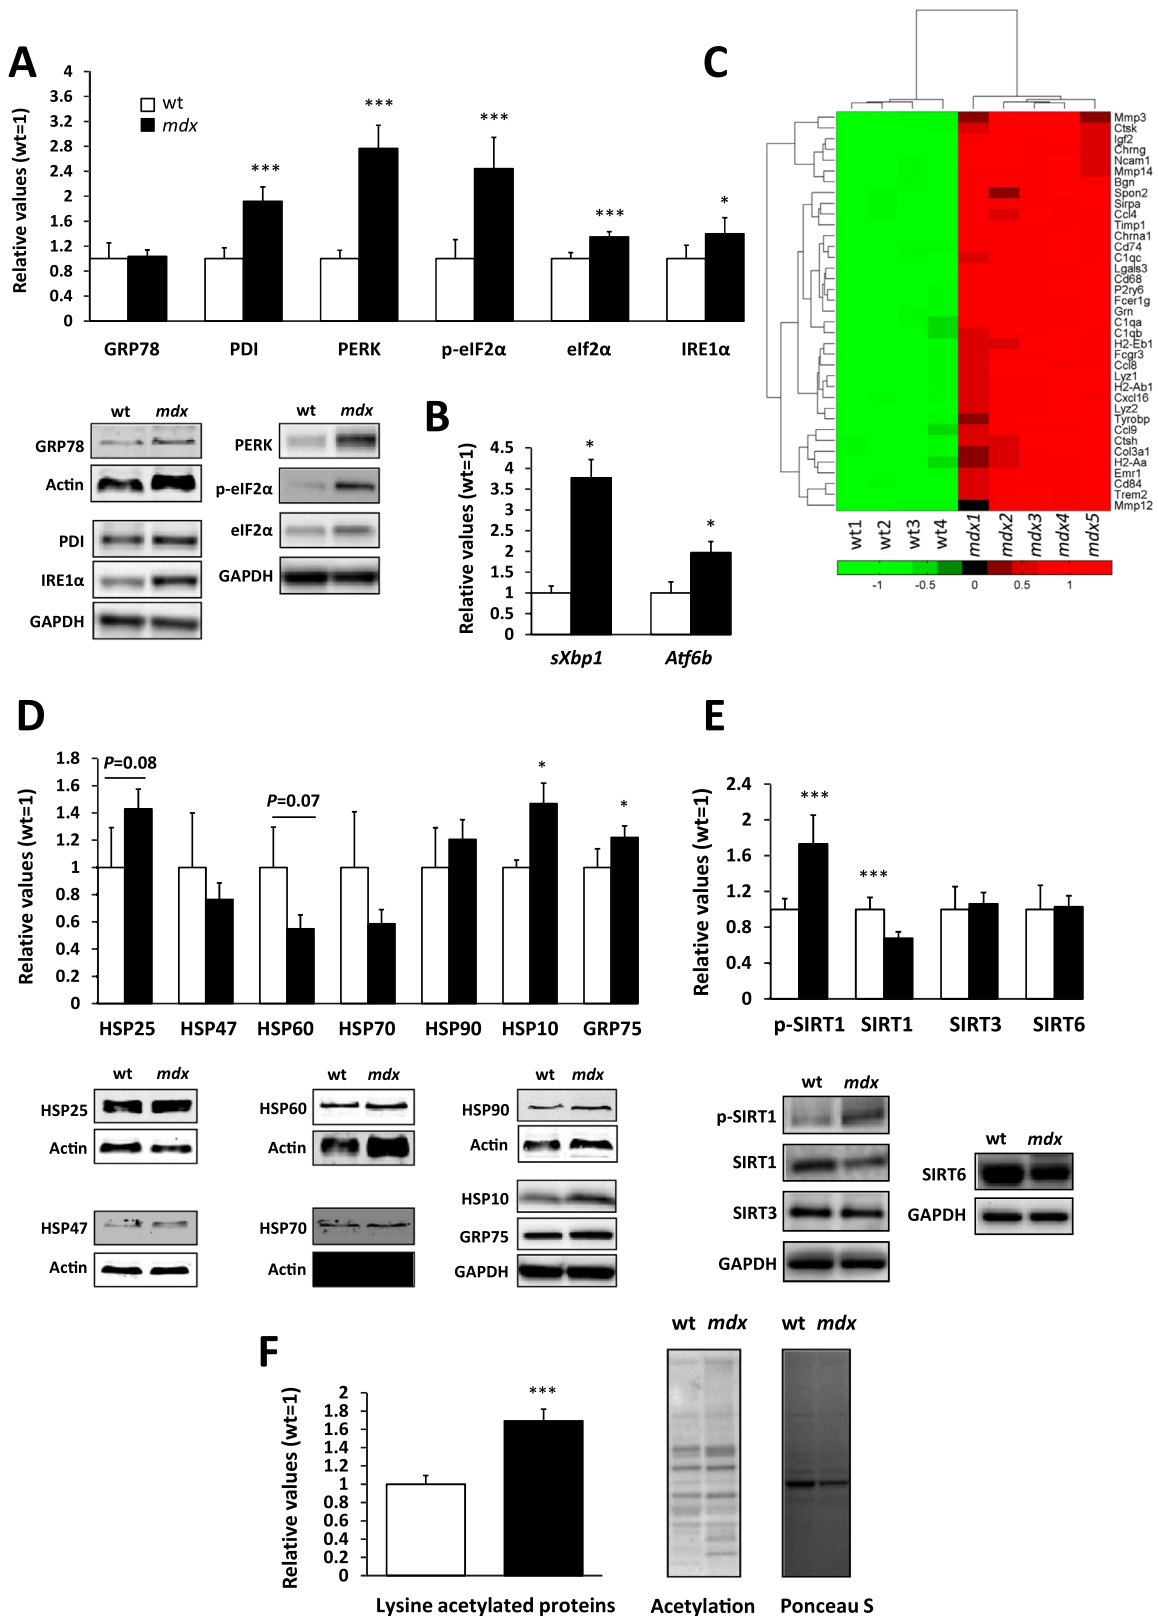 A
Relative values (wt=1)
4
3.6
3.2
2.8
2.4
2
1.6
1.2
0.8
0.4
0
wt
mdx
***
***
***
***
*
GRP78 PDI PERK p-eIF2α eIf2α IRE1α
wt mdx
GRP78
Actin
PDI
IRE1α
GAPDH
wt mdx
PERK
p-eIF2α
eIF2α
GAPDH
B
Relative values (wt=1)
4.5
4
3.5
3
2.5
2
1.5
1
0.5
0
*
*
sXbp1 Atf6b
C
Mmp3
Ctsk
Igf2
Chrng
Ncam1
Mmp14
Bgn
Spon2
Sirpa
Ccl4
Timp1
Chrna1
Cd74
C1qc
Lgals3
Cd68
P2ry6
Fcer1g
Grn
C1qa
C1qb
H2-Eb1
Fcgr3
Ccl8
Lyz1
H2-Ab1
Cxcl16
Lyz2
Tyrobp
Ccl9
Ctsh
Col3a1
H2-Aa
Emr1
Cd84
Trem2
Mmp12
wt1 wt2 wt3 wt4 mdx1 mdx2 mdx3 mdx4 mdx5
-1 -0.5 0 0.5 1
D
Relative values (wt=1)
1.8
1.6
1.4
1.2
1
0.8
0.6
0.4
0.2
0
P=0.08
P=0.07
*
*
HSP25 HSP47 HSP60 HSP70 HSP90 HSP10 GRP75
wt mdx
HSP25
Actin
HSP47
Actin
wt mdx
HSP60
Actin
HSP70
Actin
wt mdx
HSP90
Actin
HSP10
GRP75
GAPDH
E
Relative values (wt=1)
2.4
2
1.6
1.2
0.8
0.4
0
***
***
p-SIRT1 SIRT1 SIRT3 SIRT6
wt mdx
p-SIRT1
SIRT1
SIRT3
GAPDH
wt mdx
SIRT6
GAPDH
F
Relative values (wt=1)
2
1.8
1.6
1.4
1.2
1
0.8
0.6
0.4
0.2
0
***
Lysine acetylated proteins
wt mdx
Acetylation
wt mdx
Ponceau S